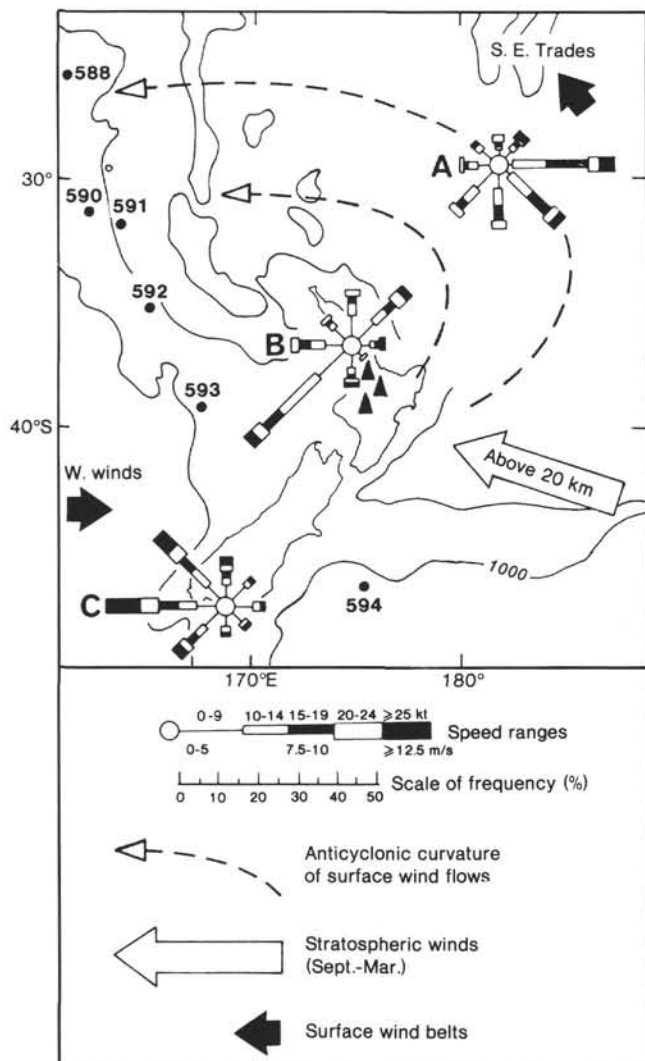 S. E. Trades
588
A
30°
590
591
592
B
593
40°S
W. winds
Above 20 km
1000
C
594
170°E
180°
0-9 10-14 15-19 20-24 ⩾25 kt
Speed ranges
0-5 7.5-10 ⩾12.5 m/s
Scale of frequency (%)
0 10 20 30 40 50
Anticyclonic curvature
of surface wind flows
Stratospheric winds
(Sept.-Mar.)
Surface wind belts